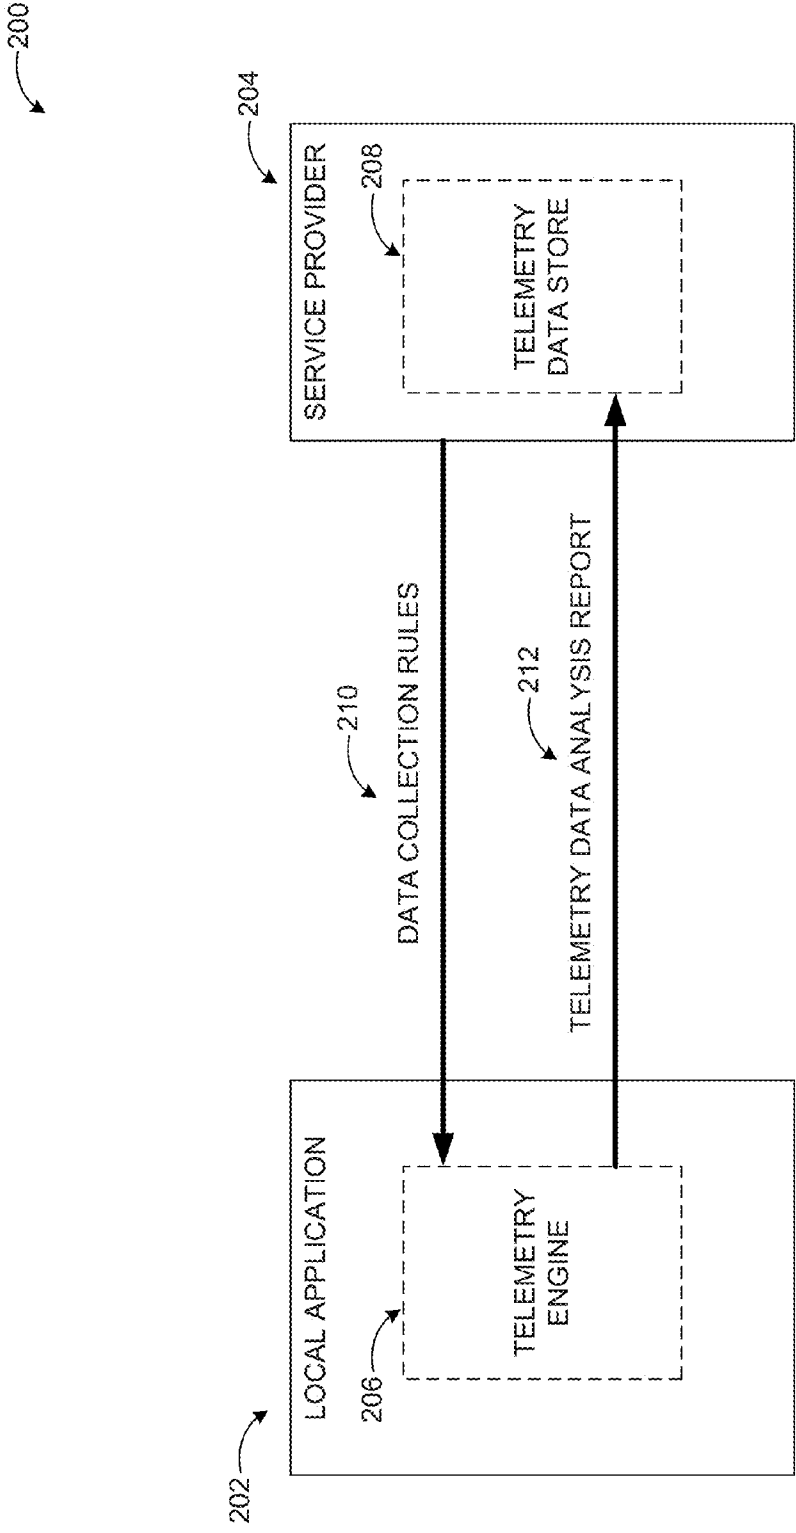 200
202
LOCAL APPLICATION
206
TELEMETRY
ENGINE
210
DATA COLLECTION RULES
212
TELEMETRY DATA ANALYSIS REPORT
204
SERVICE PROVIDER
208
TELEMETRY
DATA STORE